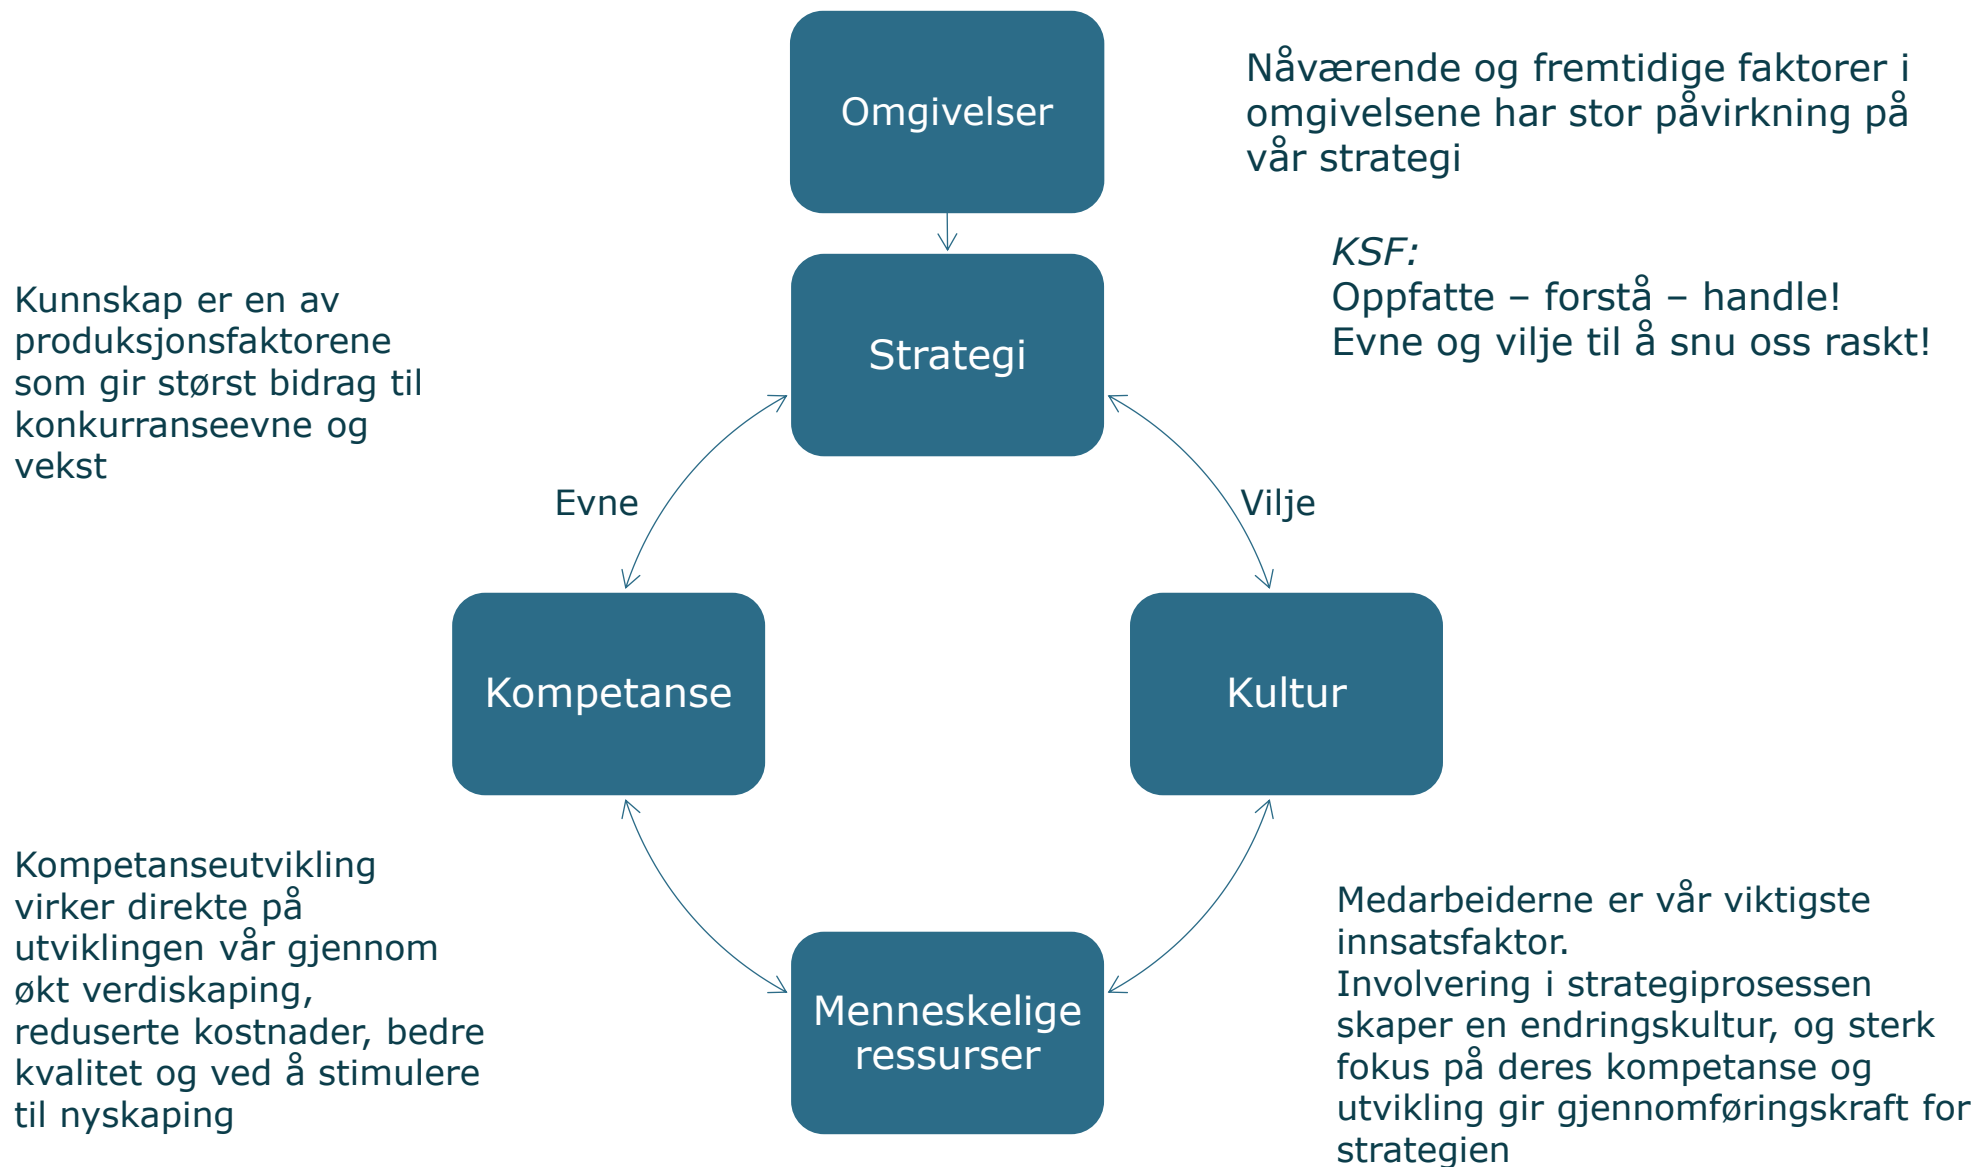 Omgivelser
Nåværende og fremtidige faktorer i
omgivelsene har stor påvirkning på
vår strategi
KSF:
Oppfatte – forstå – handle!
Evne og vilje til å snu oss raskt!
Kunnskap er en av
produksjonsfaktorene
som gir størst bidrag til
konkurranseevne og
vekst
Strategi
Evne
Vilje
Kompetanse
Kultur
Kompetanseutvikling
virker direkte på
utviklingen vår gjennom
økt verdiskaping,
reduserte kostnader, bedre
kvalitet og ved å stimulere
til nyskaping
Menneskelige
ressurser
Medarbeiderne er vår viktigste
innsatsfaktor.
Involvering i strategiprosessen
skaper en endringskultur, og sterk
fokus på deres kompetanse og
utvikling gir gjennomføringskraft for
strategien